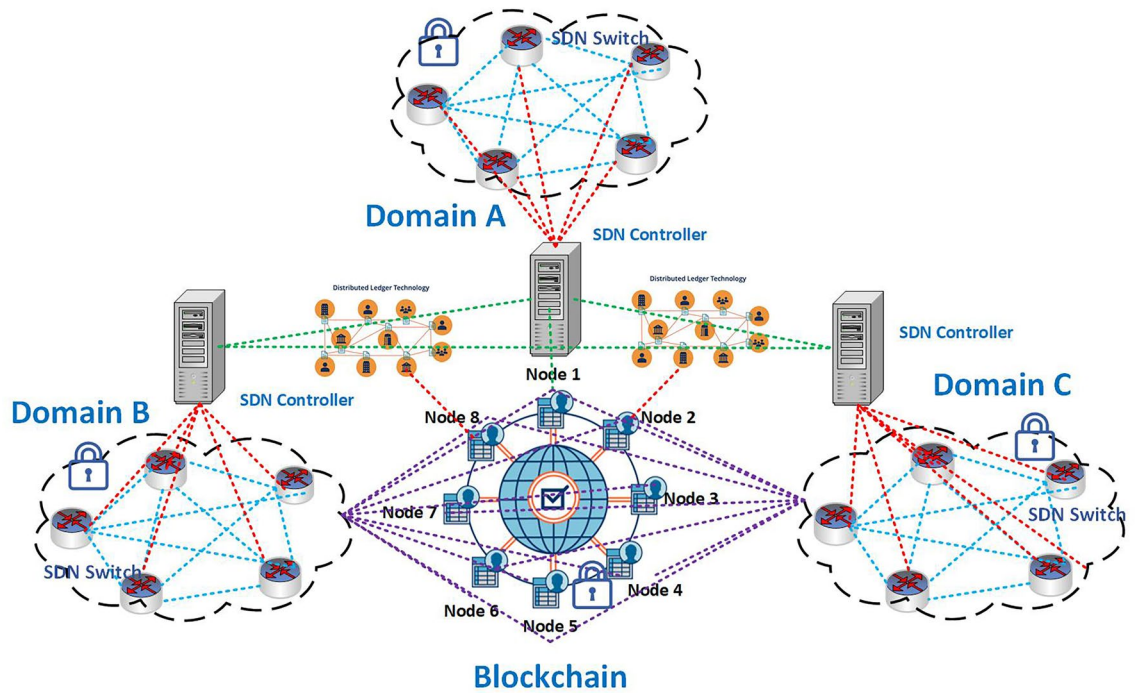 SDN Switch
Domain A
SDN Controller
Distributed Ledger Technology
Distributed Ledger Technology
SDN Controller
Node 1
Domain C
SDN Controller
Domain B
Node 8
Node 2
Node 3
Node 7
SDN Switch
SDN Switch
Node 4
Node 6
Node 5
Blockchain